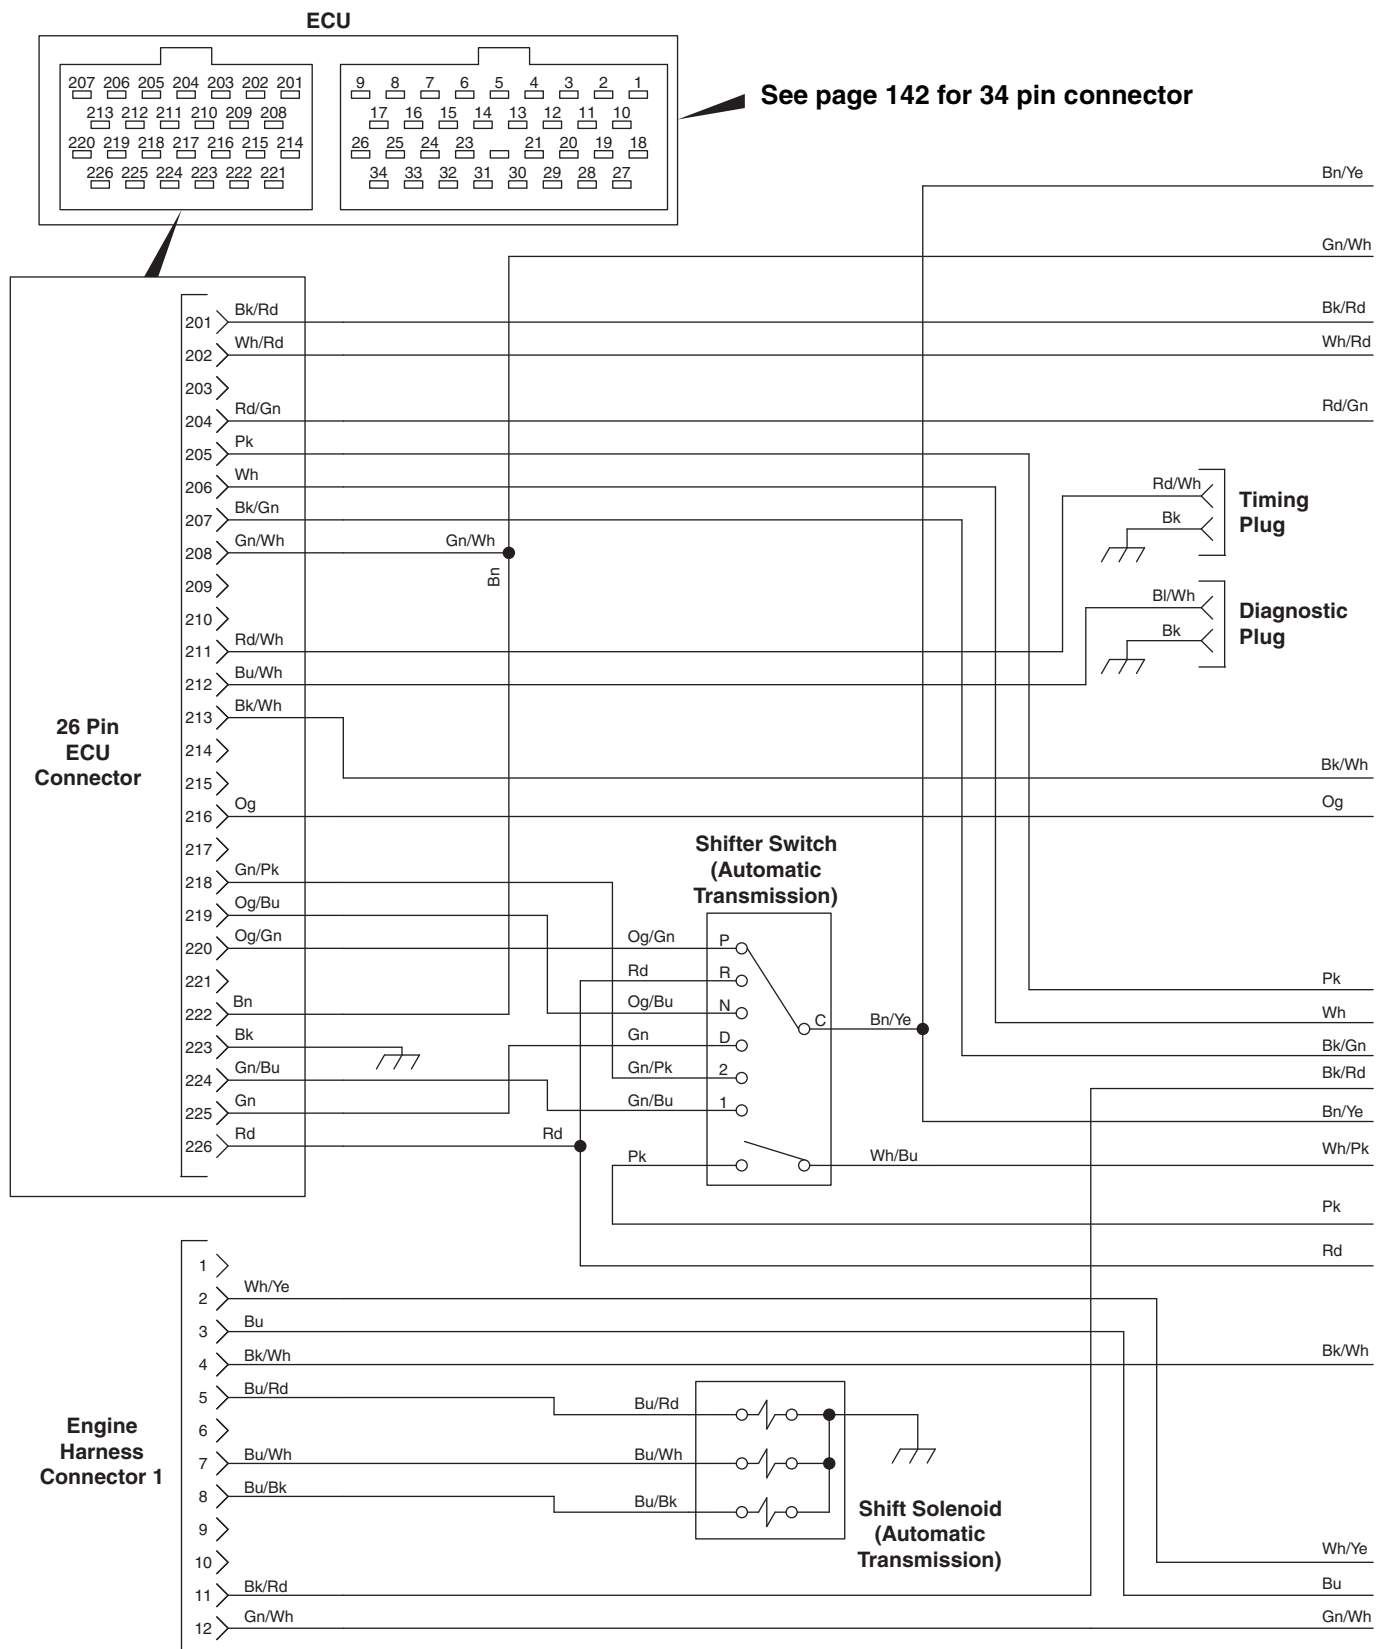 ECU
207 206 205 204 203 202 201
213 212 211 210 209 208
220 219 218 217 216 215 214
226 225 224 223 222 221
9 8 7 6 5 4 3 2 1
17 16 15 14 13 12 11 10
26 25 24 23 21 20 19 18
34 33 32 31 30 29 28 27
See page 142 for 34 pin connector
Bn/Ye
Gn/Wh
201 Bk/Rd Bk/Rd
202 Wh/Rd Wh/Rd
203
204 Rd/Gn Rd/Gn
205 Pk
206 Wh
207 Bk/Gn
208 Gn/Wh Gn/Wh
Bn
209
210
211 Rd/Wh
212 Bu/Wh
213 Bk/Wh
214
215
216 Og
217
218 Gn/Pk
219 Og/Bu
220 Og/Gn
221
222 Bn
223 Bk
224 Gn/Bu
225 Gn
226 Rd Rd
26 Pin
ECU
Connector
Rd/Wh
Bk
Timing
Plug
Bl/Wh
Bk
Diagnostic
Plug
Bk/Wh
Og
Shifter Switch
(Automatic
Transmission)
Og/Gn P
Rd R
Og/Bu N
Gn D
Gn/Pk 2
Gn/Bu 1
C Bn/Ye
Pk Wh/Bu
Pk
Wh
Bk/Gn
Bk/Rd
Bn/Ye
Wh/Pk
Pk
Rd
1
2 Wh/Ye
3 Bu
4 Bk/Wh Bk/Wh
5 Bu/Rd Bu/Rd
6
7 Bu/Wh Bu/Wh
8 Bu/Bk Bu/Bk
9
10
11 Bk/Rd
12 Gn/Wh
Engine
Harness
Connector 1
Shift Solenoid
(Automatic
Transmission)
Wh/Ye
Bu
Gn/Wh